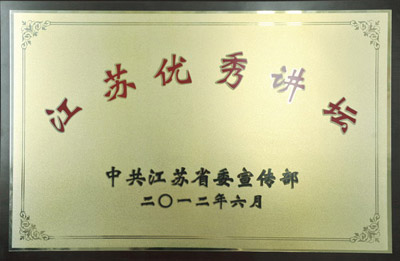 江苏优秀讲坛
中共江苏省委宣传部
二〇一二年六月